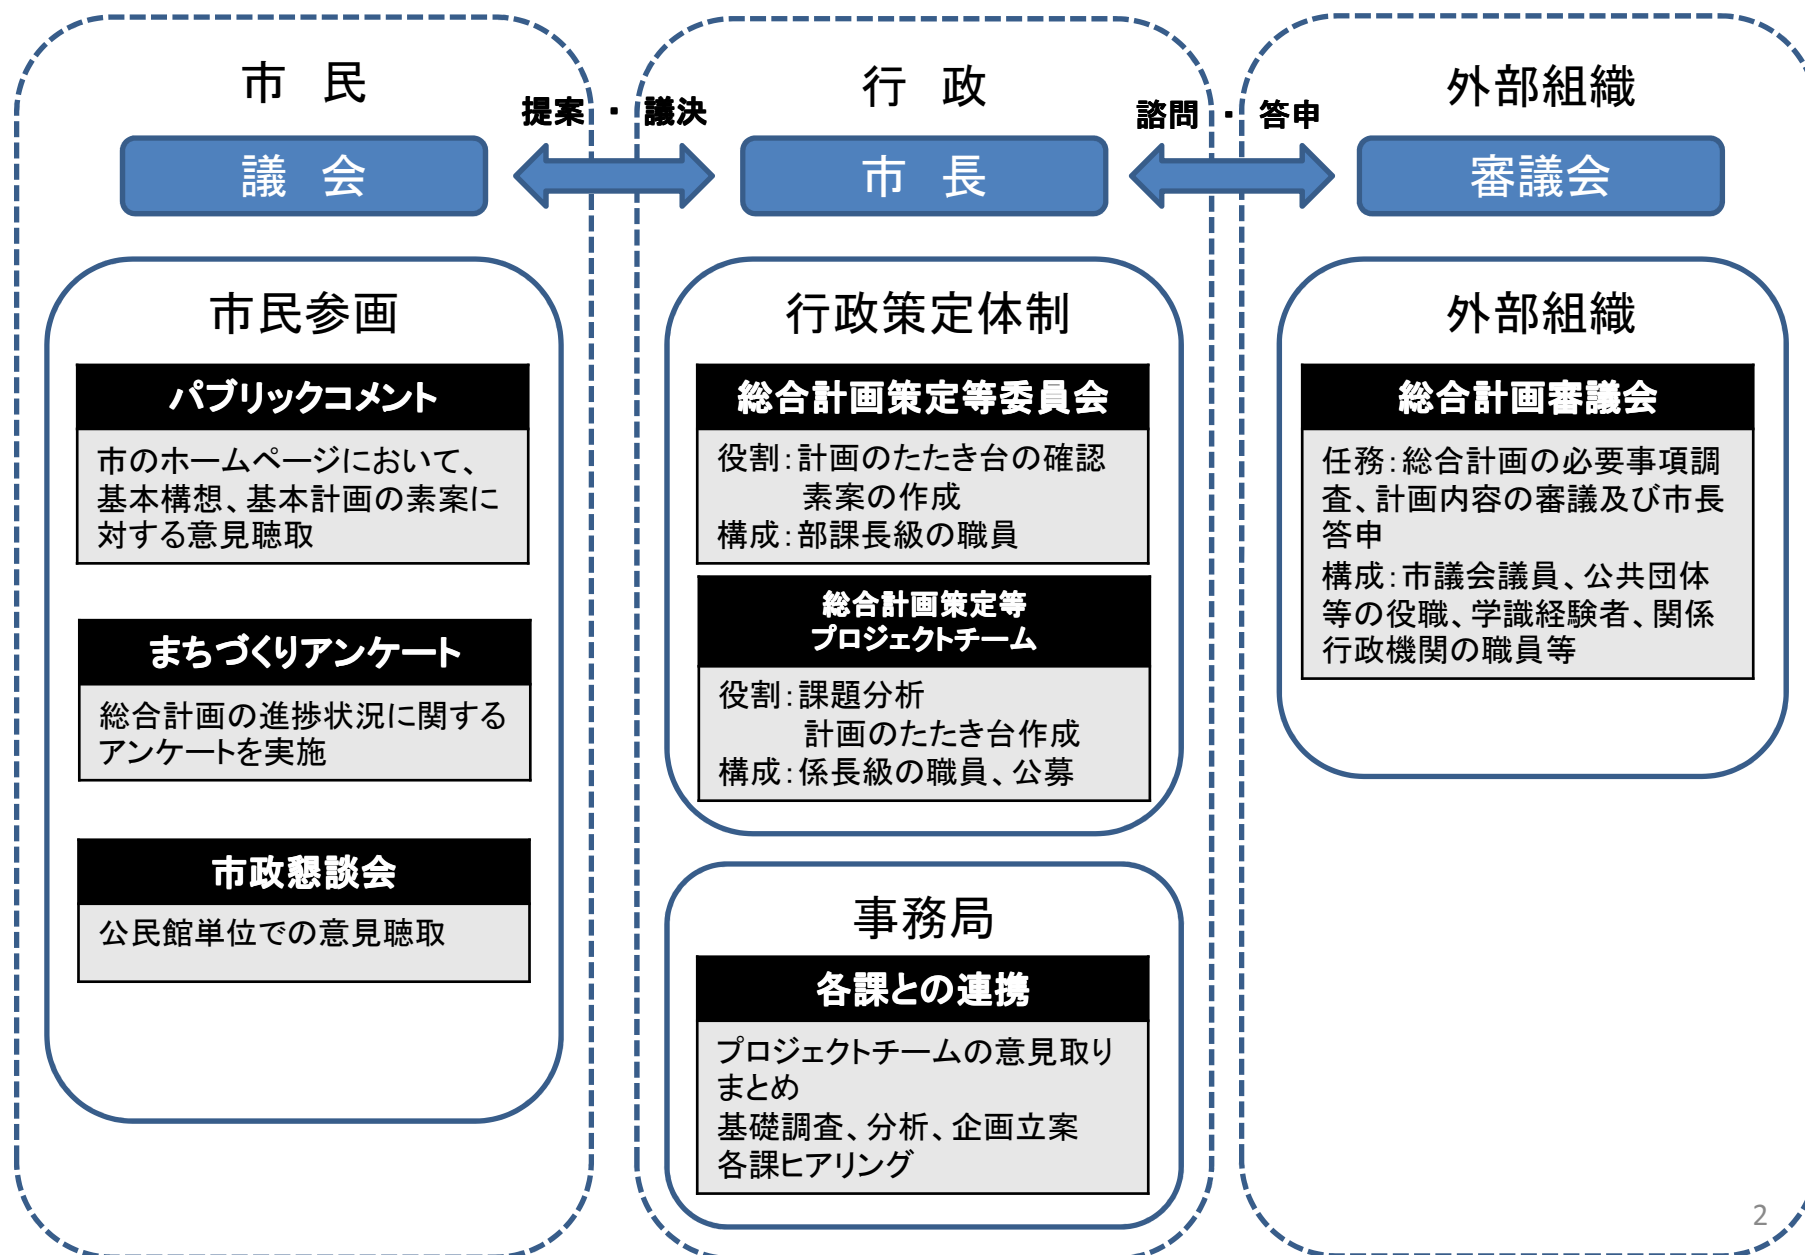 市　民
議　会
提案 ・ 議決
行　政
市　長
諮問 ・ 答申
外部組織
審議会
市民参画
パブリックコメント
市のホームページにおいて、
基本構想、基本計画の素案に
対する意見聴取
まちづくりアンケート
総合計画の進捗状況に関する
アンケートを実施
市政懇談会
公民館単位での意見聴取
行政策定体制
総合計画策定等委員会
役割：計画のたたき台の確認
素案の作成
構成：部課長級の職員
総合計画策定等
プロジェクトチーム
役割：課題分析
計画のたたき台作成
構成：係長級の職員、公募
事務局
各課との連携
プロジェクトチームの意見取り
まとめ
基礎調査、分析、企画立案
各課ヒアリング
外部組織
総合計画審議会
任務：総合計画の必要事項調
査、計画内容の審議及び市長
答申
構成：市議会議員、公共団体
等の役職、学識経験者、関係
行政機関の職員等
2